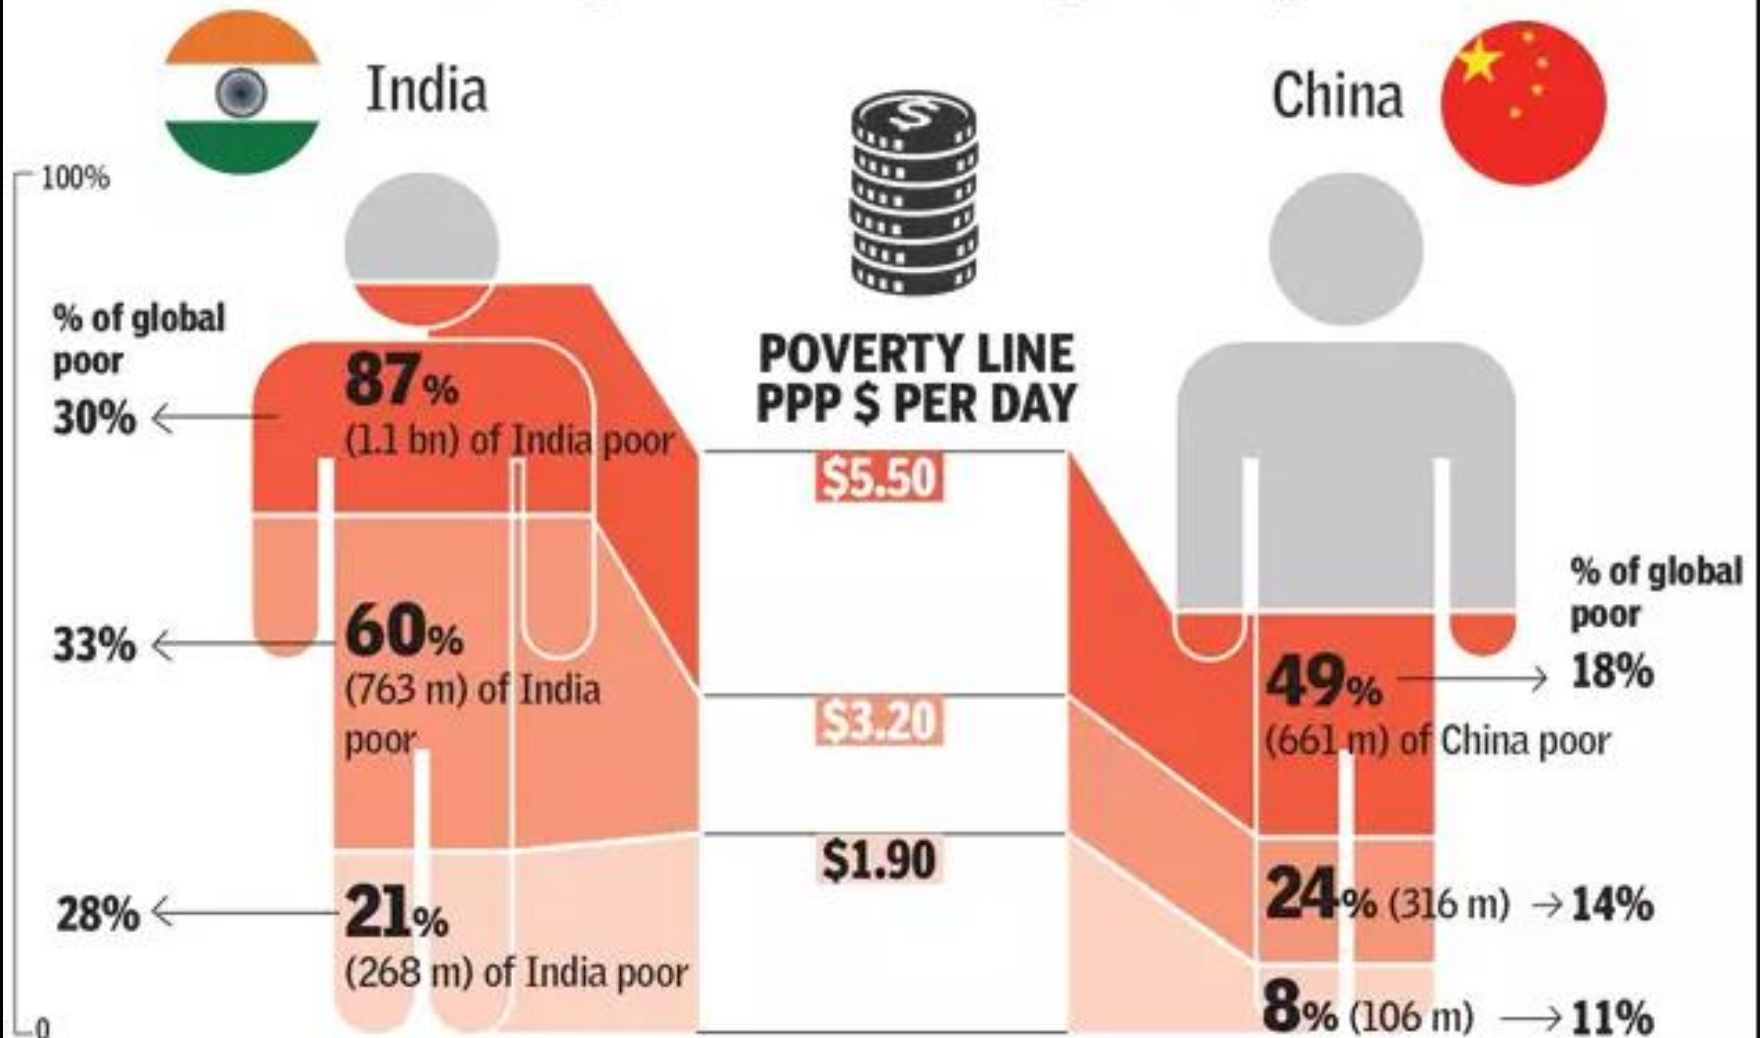 India
China
100%
% of global
poor
30%
87%
(1.1 bn) of India poor
33%
60%
(763 m) of India
poor
28%
21%
(268 m) of India poor
0
$
POVERTY LINE
PPP $ PER DAY
$5.50
$3.20
$1.90
% of global
poor
49%
18%
(661 m) of China poor
24% (316 m)
14%
8% (106 m)
11%